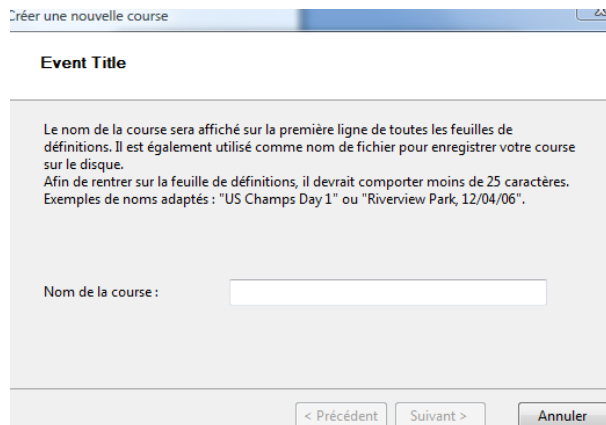 Créer une nouvelle course
Event Title
Le nom de la course sera affiché sur la première ligne de toutes les feuilles de
définitions. Il est également utilisé comme nom de fichier pour enregistrer votre course
sur le disque.
Afin de rentrer sur la feuille de définitions, il devrait comporter moins de 25 caractères.
Exemples de noms adaptés : "US Champs Day 1" ou "Riverview Park, 12/04/06".
Nom de la course :
< Précédent Suivant > Annuler